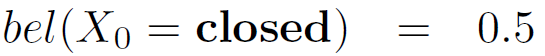 bel(X₀ = closed) = 0.5